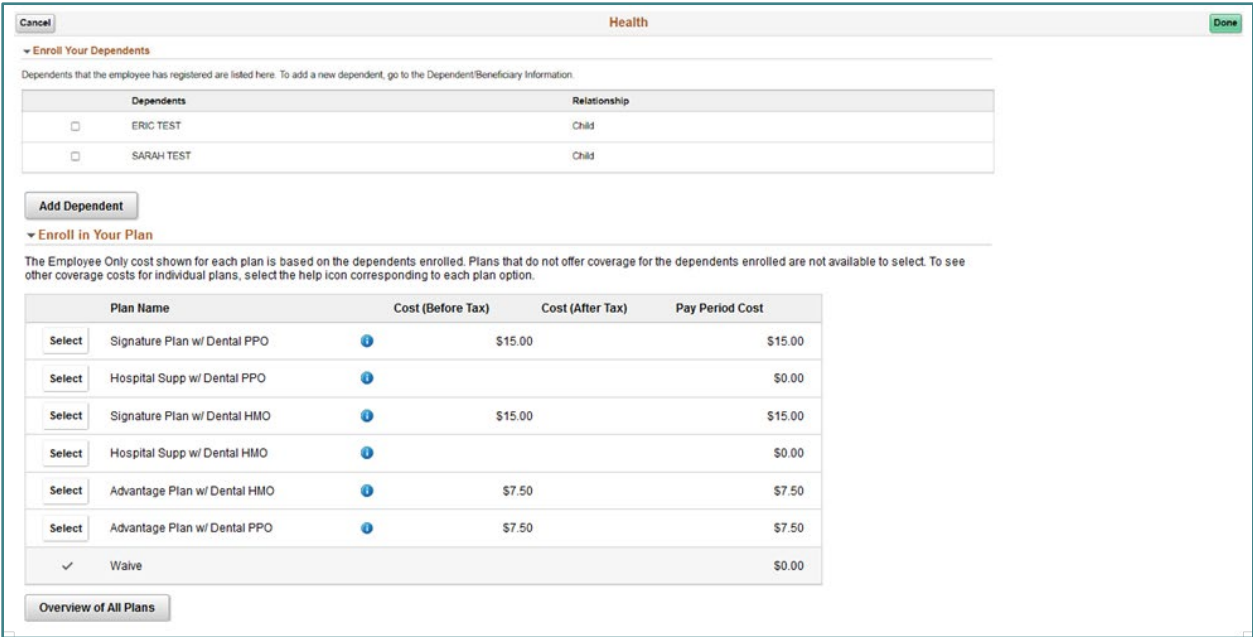 Cancel Health Done
Enroll Your Dependents
Dependents that the employee has registered are listed here. To add a new dependent, go to the Dependent/Beneficiary Information.
Dependents Relationship
ERIC TEST Child
SARAH TEST Child
Add Dependent
Enroll in Your Plan
The Employee Only cost shown for each plan is based on the dependents enrolled. Plans that do not offer coverage for the dependents enrolled are not available to select. To see
other coverage costs for individual plans, select the help icon corresponding to each plan option.
Plan Name Cost (Before Tax) Cost (After Tax) Pay Period Cost
Select Signature Plan w/ Dental PPO $15.00 $15.00
Select Hospital Supp w/ Dental PPO $0.00
Select Signature Plan w/ Dental HMO $15.00 $15.00
Select Hospital Supp w/ Dental HMO $0.00
Select Advantage Plan w/ Dental HMO $7.50 $7.50
Select Advantage Plan w/ Dental PPO $7.50 $7.50
Waive $0.00
Overview of All Plans